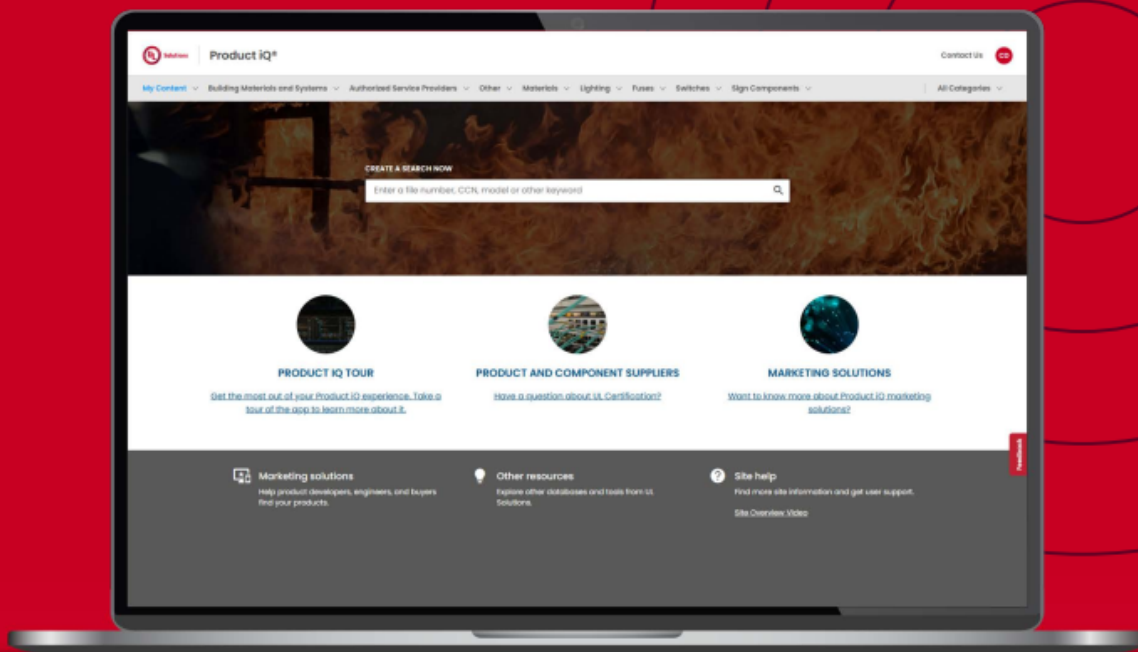 UL Solutions
Product iQ®
Contact Us
CD
My Content
Building Materials and Systems
Authorized Service Providers
Other
Materials
Lighting
Fuses
Switches
Sign Components
All Categories
CREATE A SEARCH NOW
Enter a file number, CCN, model or other keyword
PRODUCT IQ TOUR
Get the most out of your Product iQ experience. Take a
tour of the app to learn more about it.
PRODUCT AND COMPONENT SUPPLIERS
Have a question about UL Certification?
MARKETING SOLUTIONS
Want to know more about Product iQ marketing
solutions?
Feedback
Marketing solutions
Help product developers, engineers, and buyers
find your products.
Other resources
Explore other databases and tools from UL
Solutions.
Site help
Find more site information and get user support.
Site Overview Video